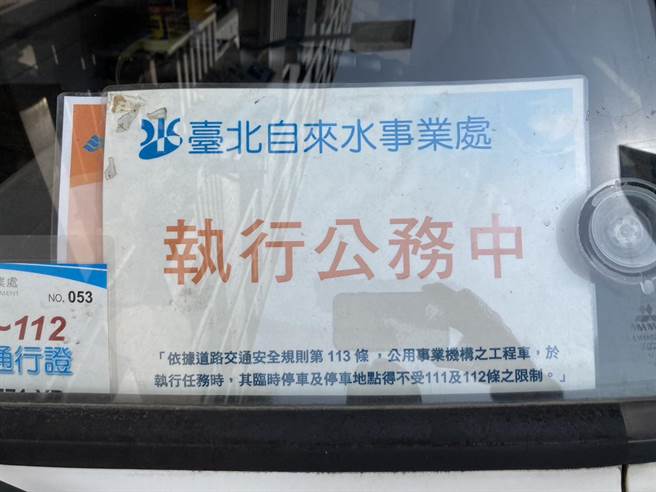 臺北自來水事業處
執行公務中
「依據道路交通安全規則第 113 條，公用事業機構之工程車，於
執行任務時，其臨時停車及停車地點得不受111及112條之限制。」
業處
NO. 053
~112
通行證